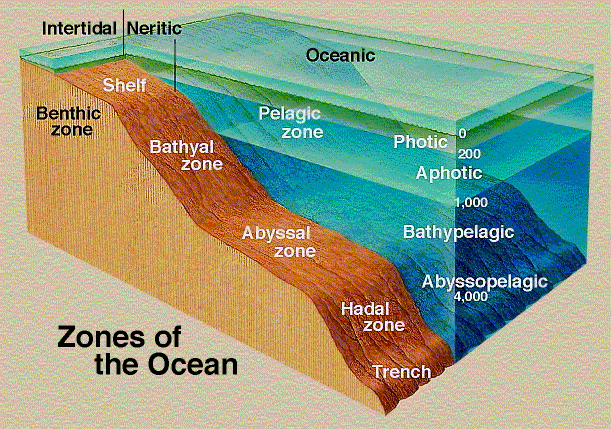 Intertidal
Neritic
Oceanic
Shelf
Benthic
zone
Pelagic
zone
Photic
0
200
Bathyal
zone
Aphotic
1,000
Abyssal
zone
Bathypelagic
Abyssopelagic
4,000
Hadal
zone
Zones of
the Ocean
Trench